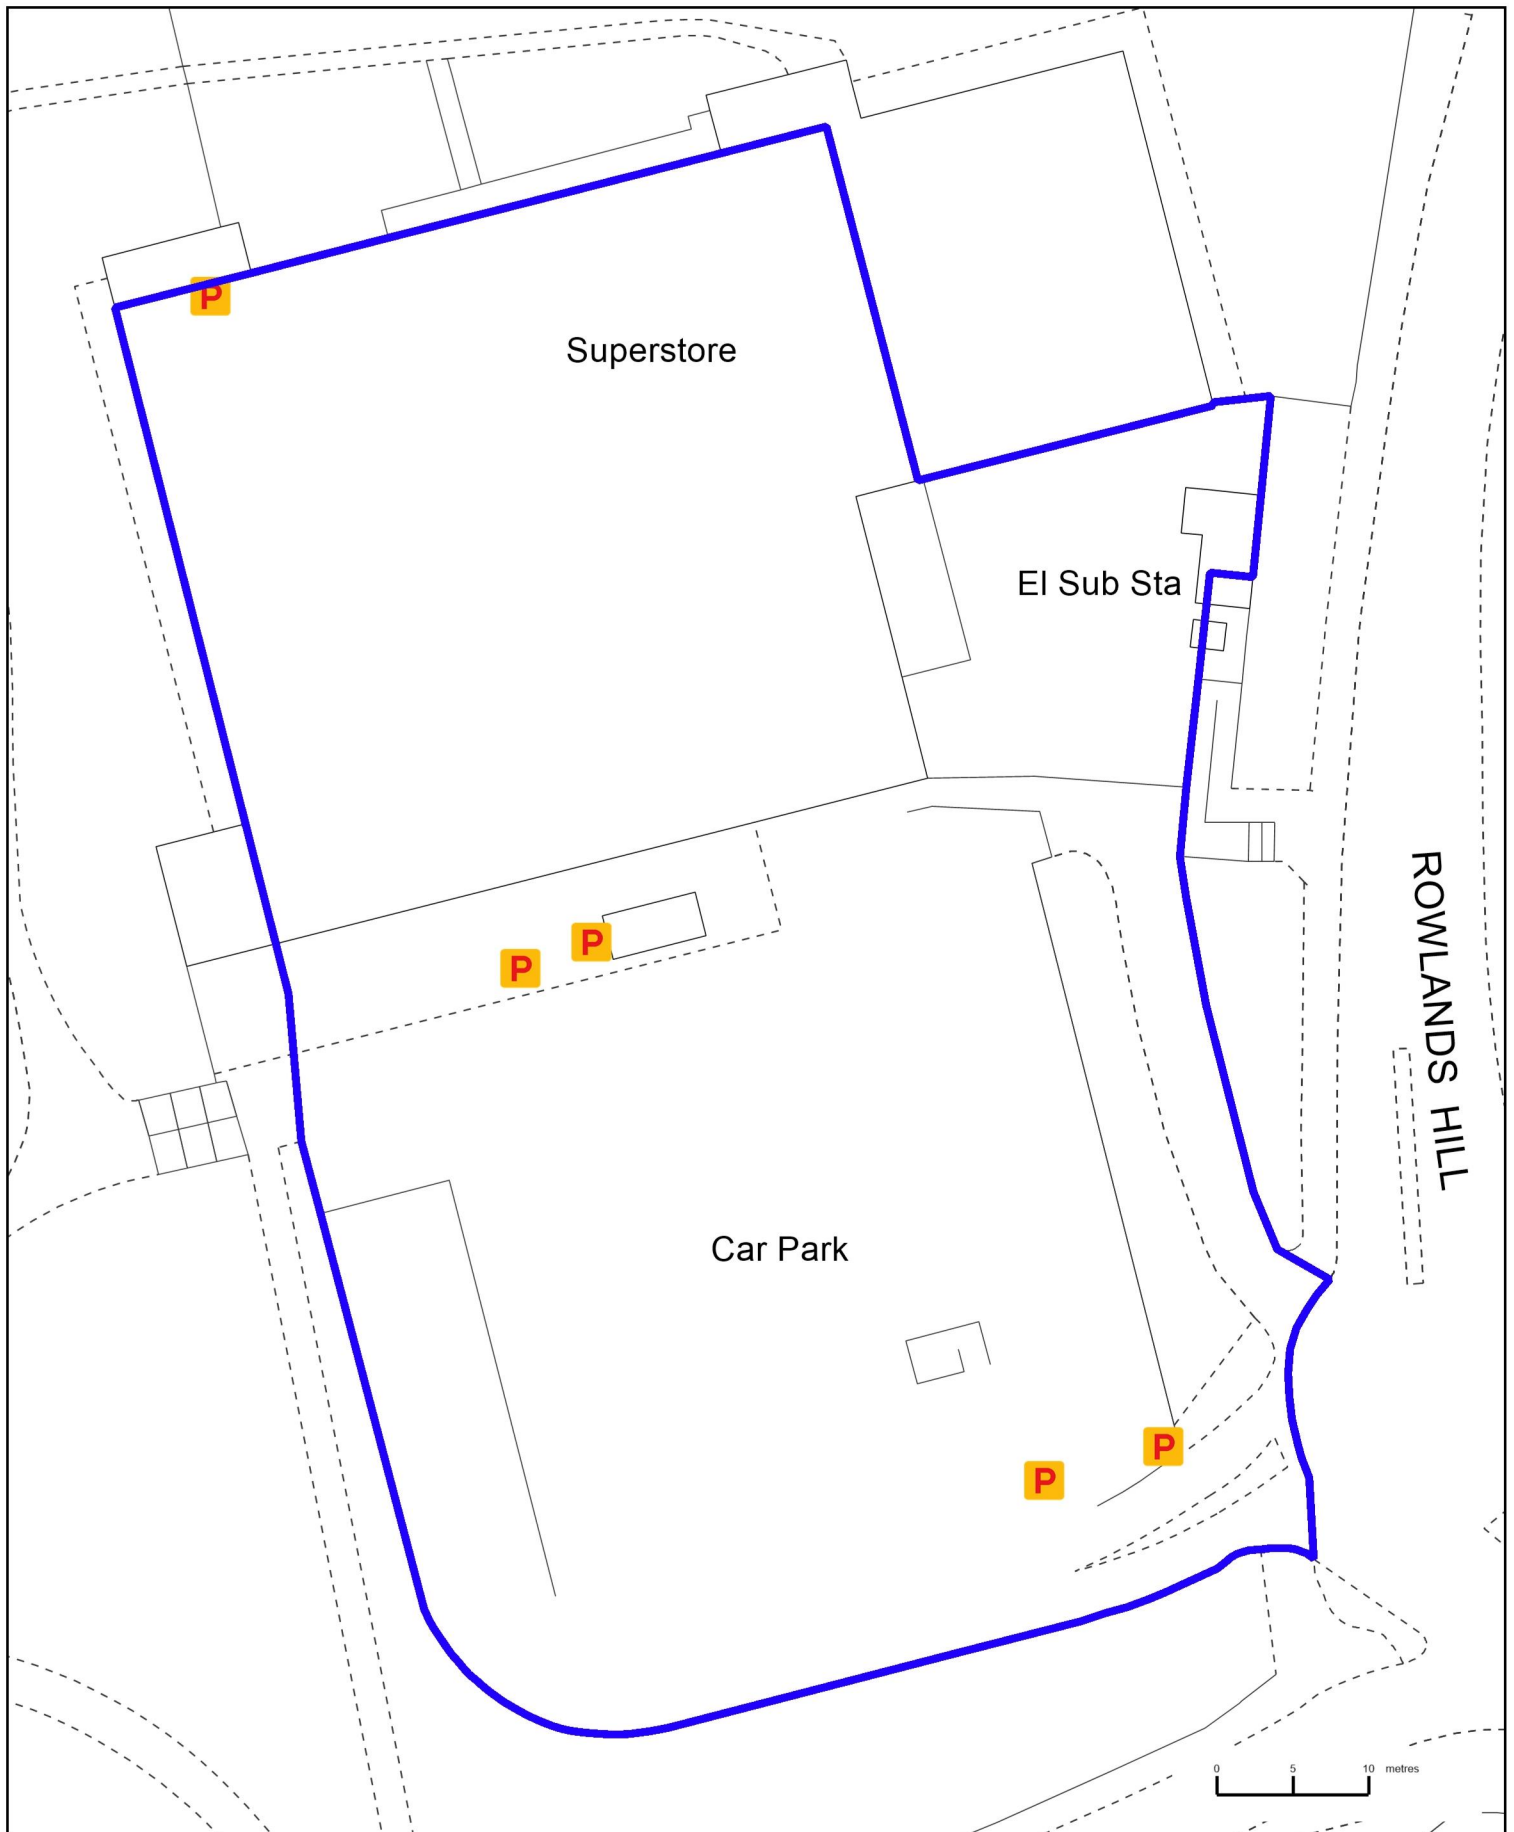 P
Superstore
El Sub Sta
ROWLANDS HILL
P
P
Car Park
P
P
0 5 10 metres